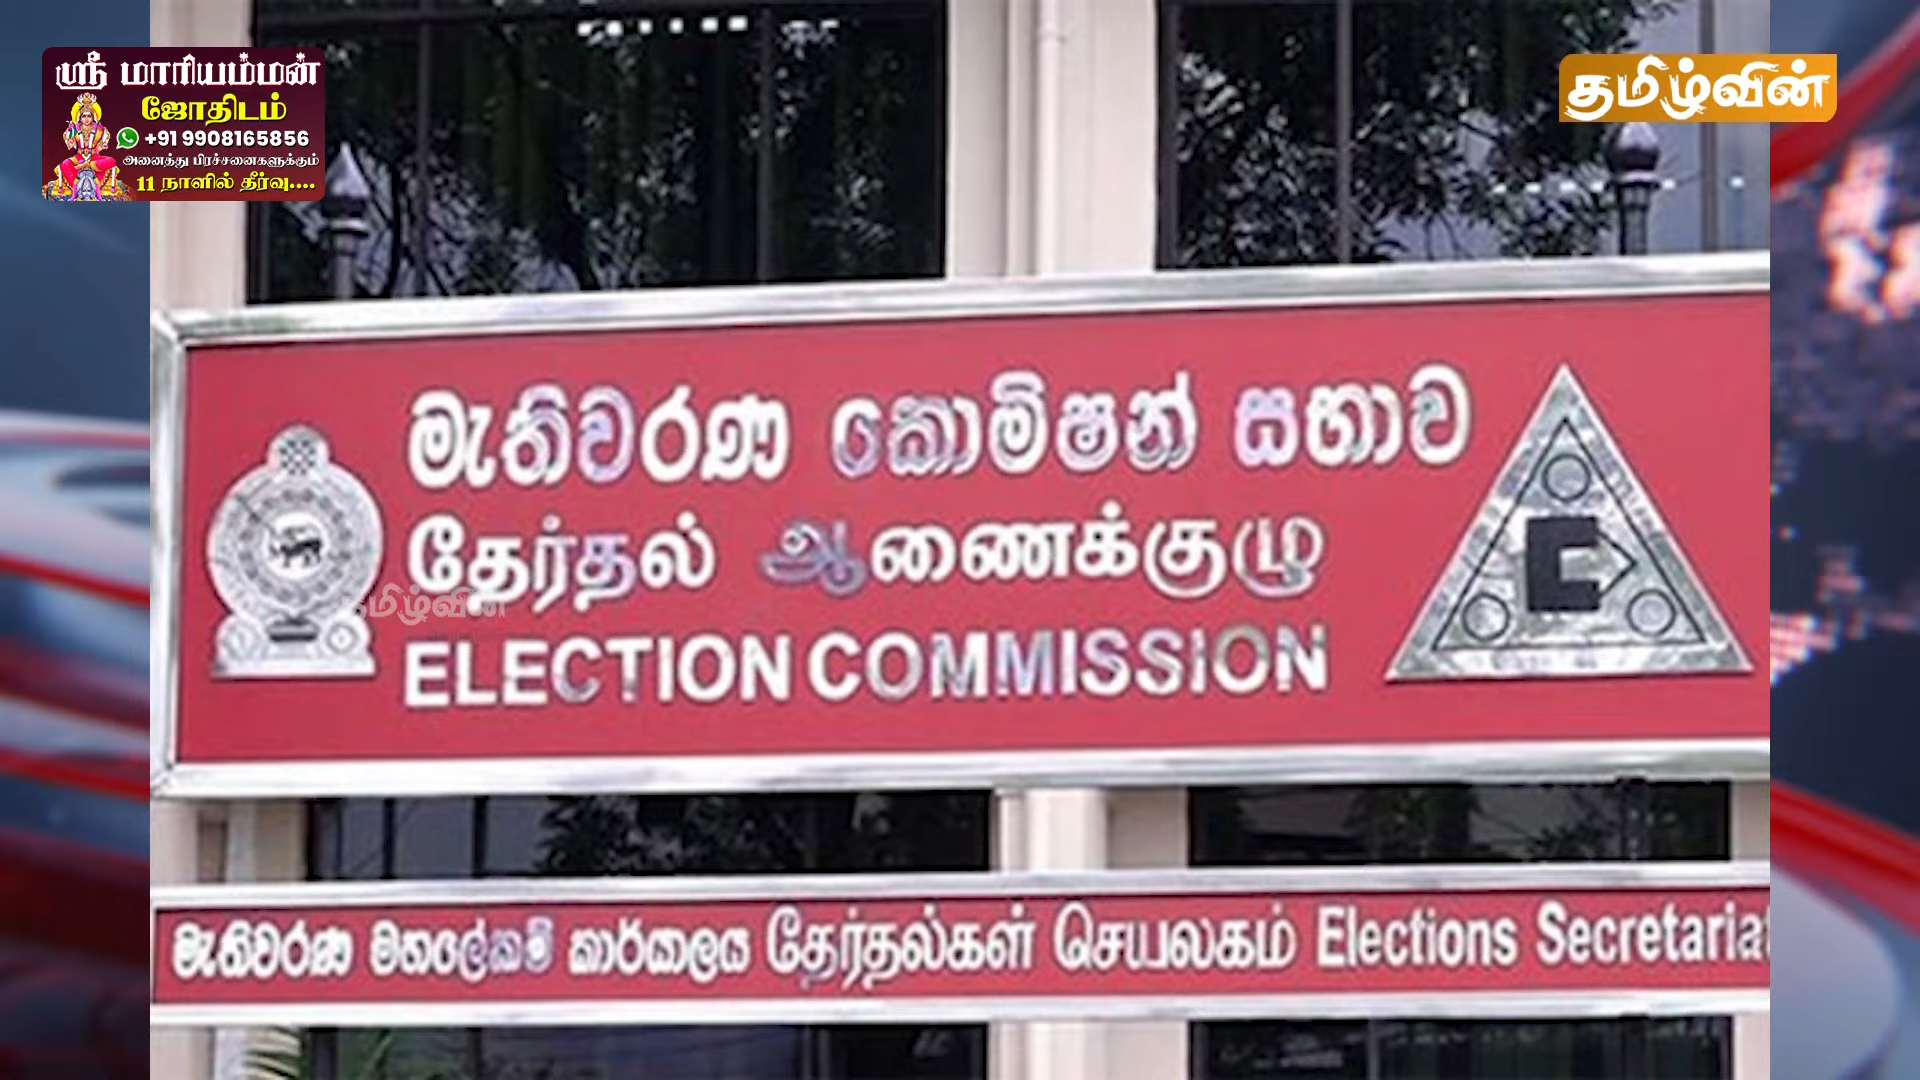 ஸ்ரீ மாரியம்மன்
ஜோதிடம்
+91 9908165856
அனைத்து பிரச்சனைகளுக்கும்
11 நாளில் தீர்வு....
தமிழ்வின்
මැතිවරණ කොමිෂන් සභාව
தேர்தல் ஆணைக்குழு
தமிழ்வின்
ELECTION COMMISSION
E
මැතිවරණ මහලේකම් කාර්යාලය தேர்தல்கள் செயலகம் Elections Secretariat